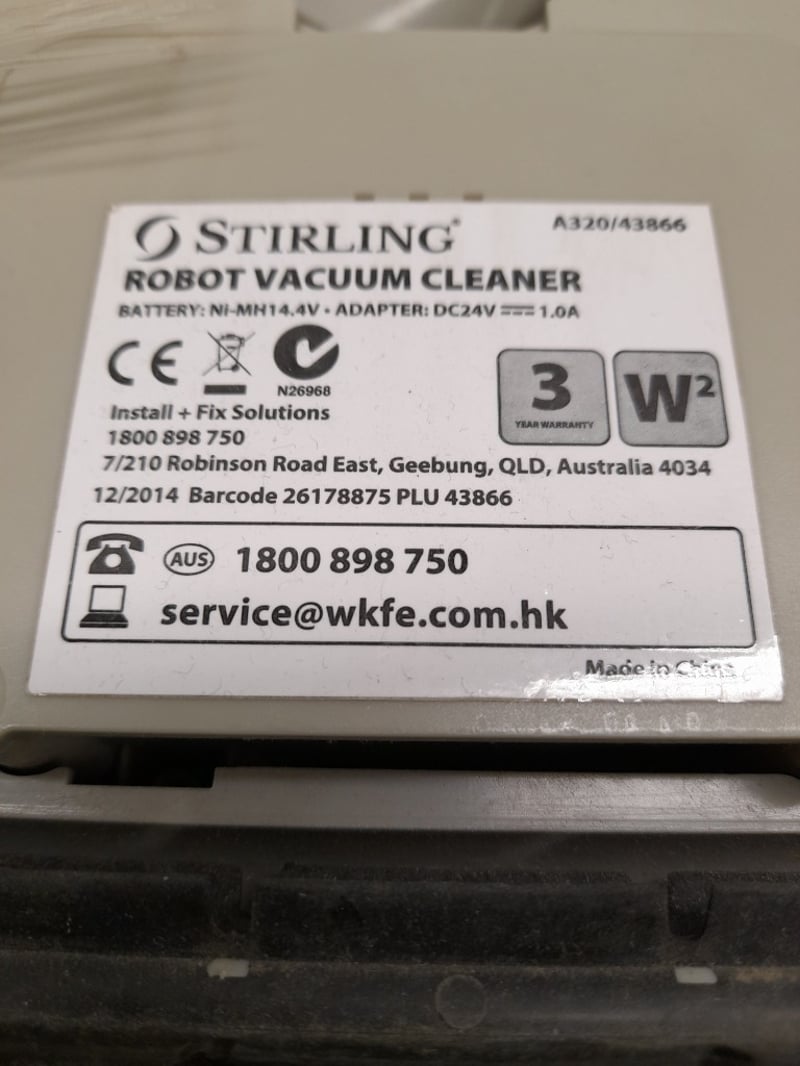 STIRLING®
A320/43866
ROBOT VACUUM CLEANER
BATTERY: Ni-MH14.4V • ADAPTER: DC24V ⎓ 1.0A
CE
N26968
3
YEAR WARRANTY
W²
Install + Fix Solutions
1800 898 750
7/210 Robinson Road East, Geebung, QLD, Australia 4034
12/2014 Barcode 26178875 PLU 43866
AUS 1800 898 750
service@wkfe.com.hk
Made in China